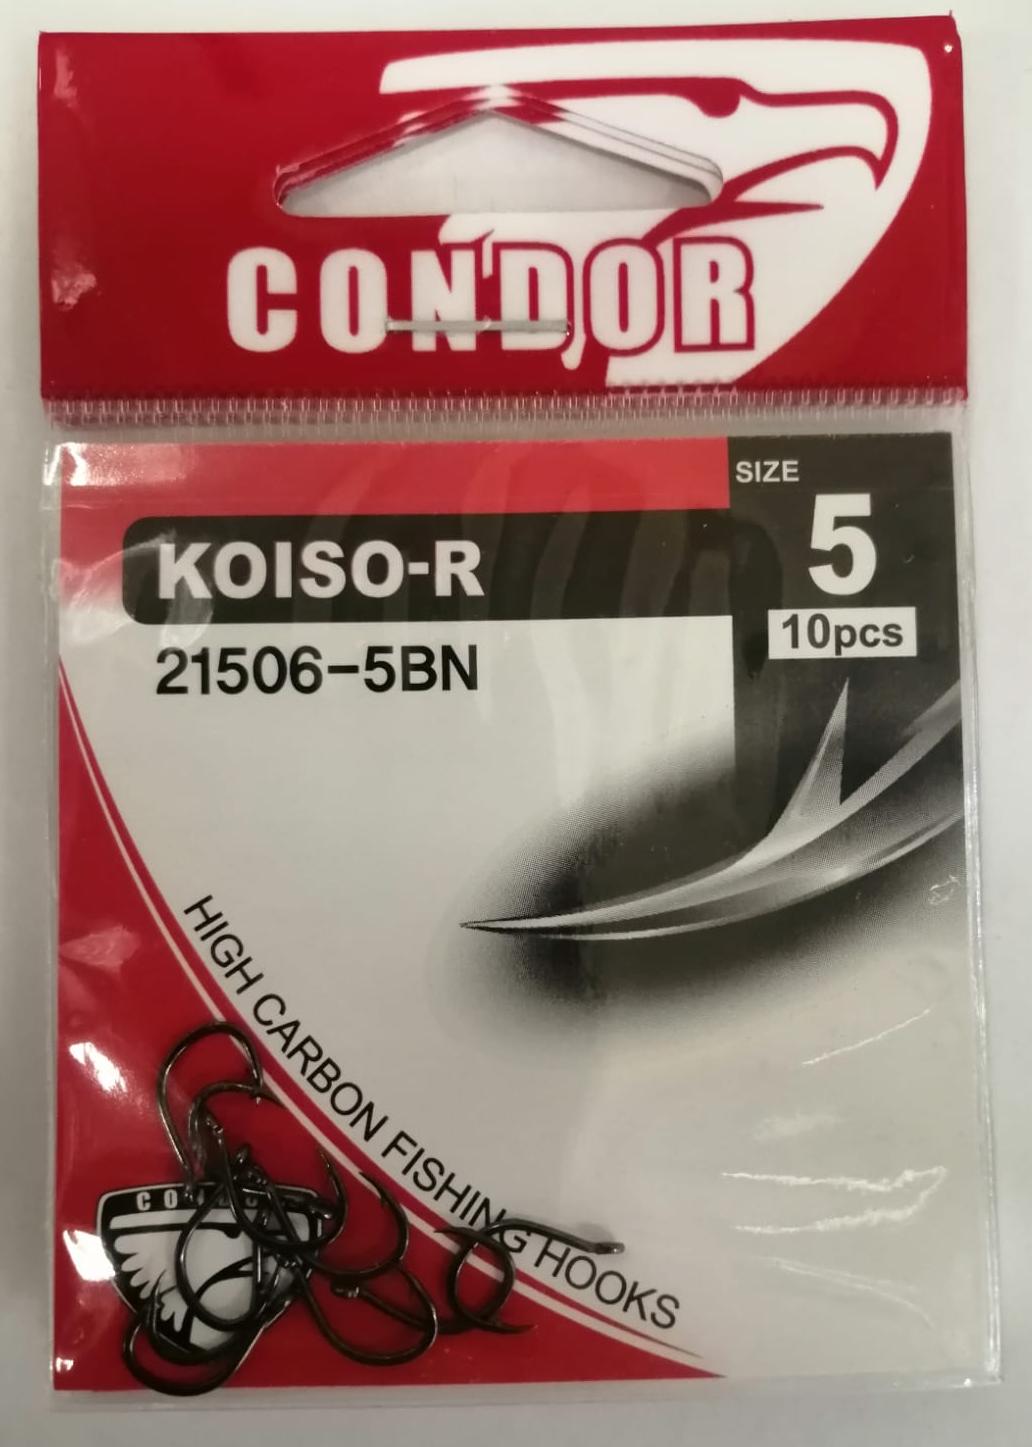 CONDOR
SIZE
5
10pcs
KOISO-R
21506-5BN
HIGH CARBON FISHING HOOKS